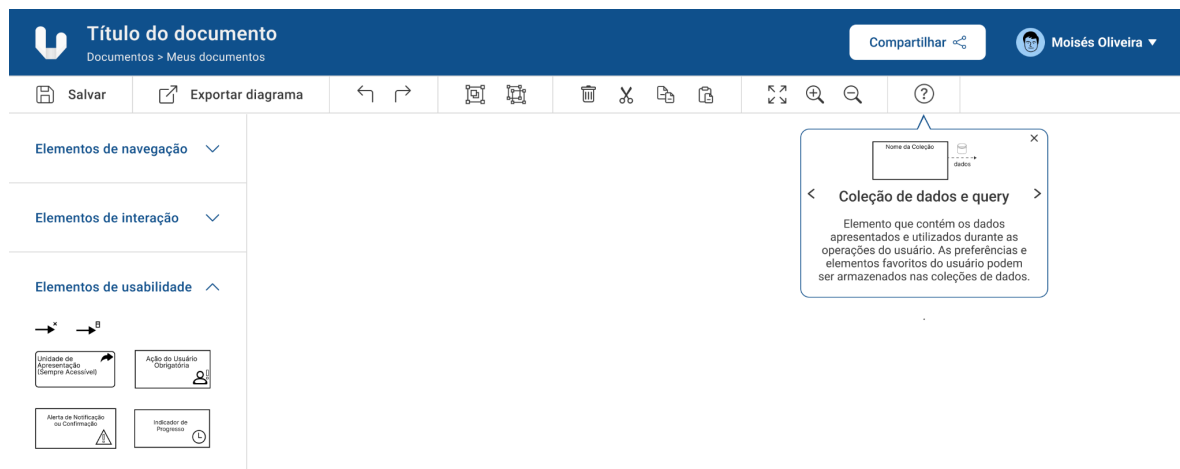 Título do documento
Documentos > Meus documentos
Compartilhar
Moisés Oliveira
Salvar
Exportar diagrama
Elementos de navegação
Elementos de interação
Elementos de usabilidade
Unidade de
Apresentação
(Sempre Acessível)
Ação do Usuário
Obrigatória
Alerta de Notificação
ou Confirmação
Indicador de
Progresso
Nome da Coleção
dados
Coleção de dados e query
Elemento que contém os dados
apresentados e utilizados durante as
operações do usuário. As preferências e
elementos favoritos do usuário podem
ser armazenados nas coleções de dados.